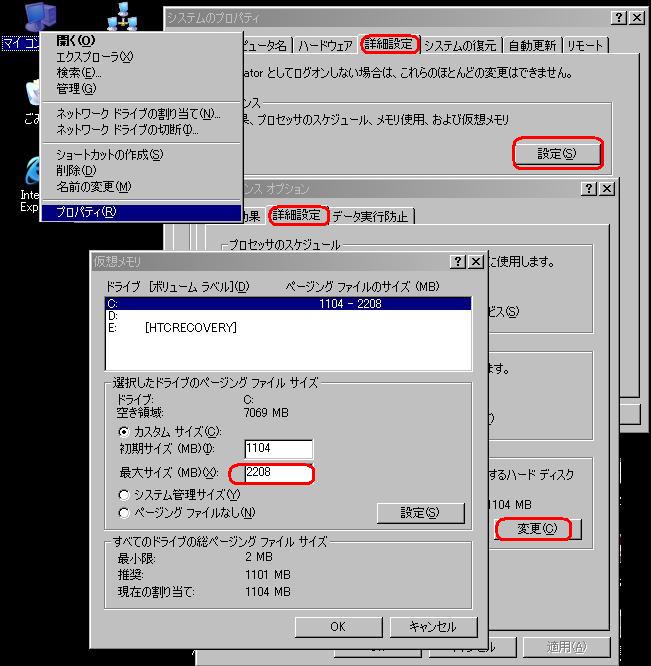 マイ コン
ごみ
Inte
Exp
開く(O)
エクスプローラ(X)
検索(E)...
管理(G)
ネットワーク ドライブの割り当て(N)...
ネットワーク ドライブの切断(I)...
ショートカットの作成(S)
削除(D)
名前の変更(M)
プロパティ(R)
システムのプロパティ
ピュータ名 ハードウェア 詳細設定 システムの復元 自動更新 リモート
ator としてログオンしない場合は、これらのほとんどの変更はできません。
ンス
果、プロセッサのスケジュール、メモリ使用、および仮想メモリ
設定(S)
ンス オプション
効果 詳細設定 データ実行防止
プロセッサのスケジュール
に使用します。
ビス(S)
ます。
するハード ディスク
1104 MB
変更(C)
仮想メモリ
ドライブ [ボリューム ラベル](D) ページング ファイルのサイズ (MB)
C: 1104 - 2208
D:
E: [HTCRECOVERY]
選択したドライブのページング ファイル サイズ
ドライブ: C:
空き領域: 7069 MB
カスタム サイズ(C):
初期サイズ (MB)(I): 1104
最大サイズ (MB)(X): 2208
システム管理サイズ(Y)
ページング ファイルなし(N)
設定(S)
すべてのドライブの総ページング ファイル サイズ
最小限: 2 MB
推奨: 1101 MB
現在の割り当て: 1104 MB
OK キャンセル
適用(A)